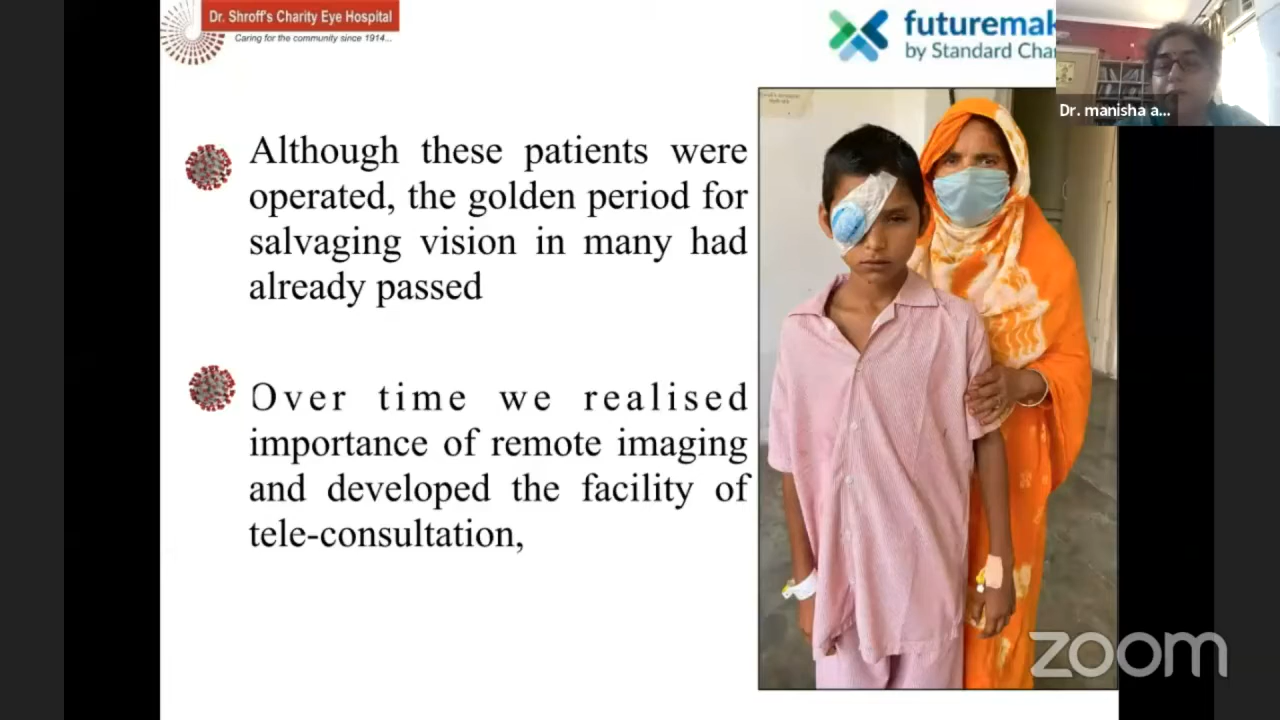 Dr. Shroff's Charity Eye Hospital
Caring for the community since 1914...
futuremak
by Standard Cha
Dr. manisha a...
Although these patients were
operated, the golden period for
salvaging vision in many had
already passed
Over time we realised
importance of remote imaging
and developed the facility of
tele-consultation,
zoom